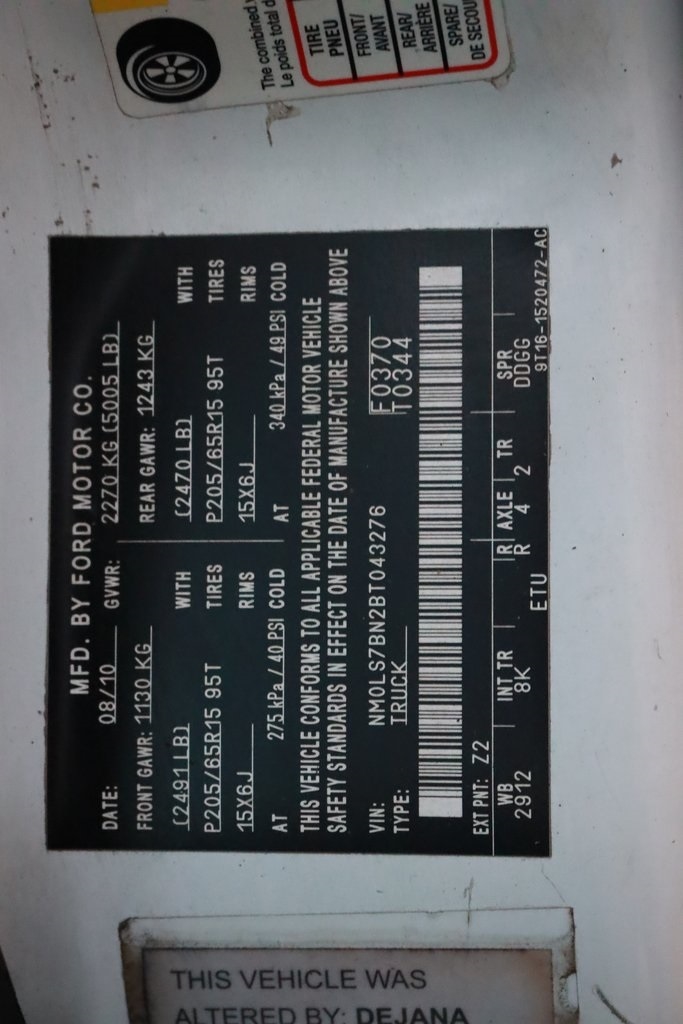 The combined
Le poids total d
TIRE
PNEU
FRONT/
AVANT
REAR/
ARRIÈRE
SPARE/
DE SECOU
MFD. BY FORD MOTOR CO.
DATE: 08/10 GVWR: 2270 KG (5005 LB)
FRONT GAWR: 1130 KG REAR GAWR: 1243 KG
(2491 LB) WITH (2470 LB) WITH
P205/65R15 95T TIRES P205/65R15 95T TIRES
15X6J RIMS 15X6J RIMS
AT 275 kPa / 40 PSI COLD AT 340 kPa / 49 PSI COLD
THIS VEHICLE CONFORMS TO ALL APPLICABLE FEDERAL MOTOR VEHICLE
SAFETY STANDARDS IN EFFECT ON THE DATE OF MANUFACTURE SHOWN ABOVE
VIN: NM0LS7BN2BT043276 F0370
TYPE: TRUCK T0344
EXT PNT: Z2
WB INT TR R AXLE TR SPR
2912 8K R 4 2 DDGG
ETU 9T16-1520472-AC
THIS VEHICLE WAS
ALTERED BY: DEJANA